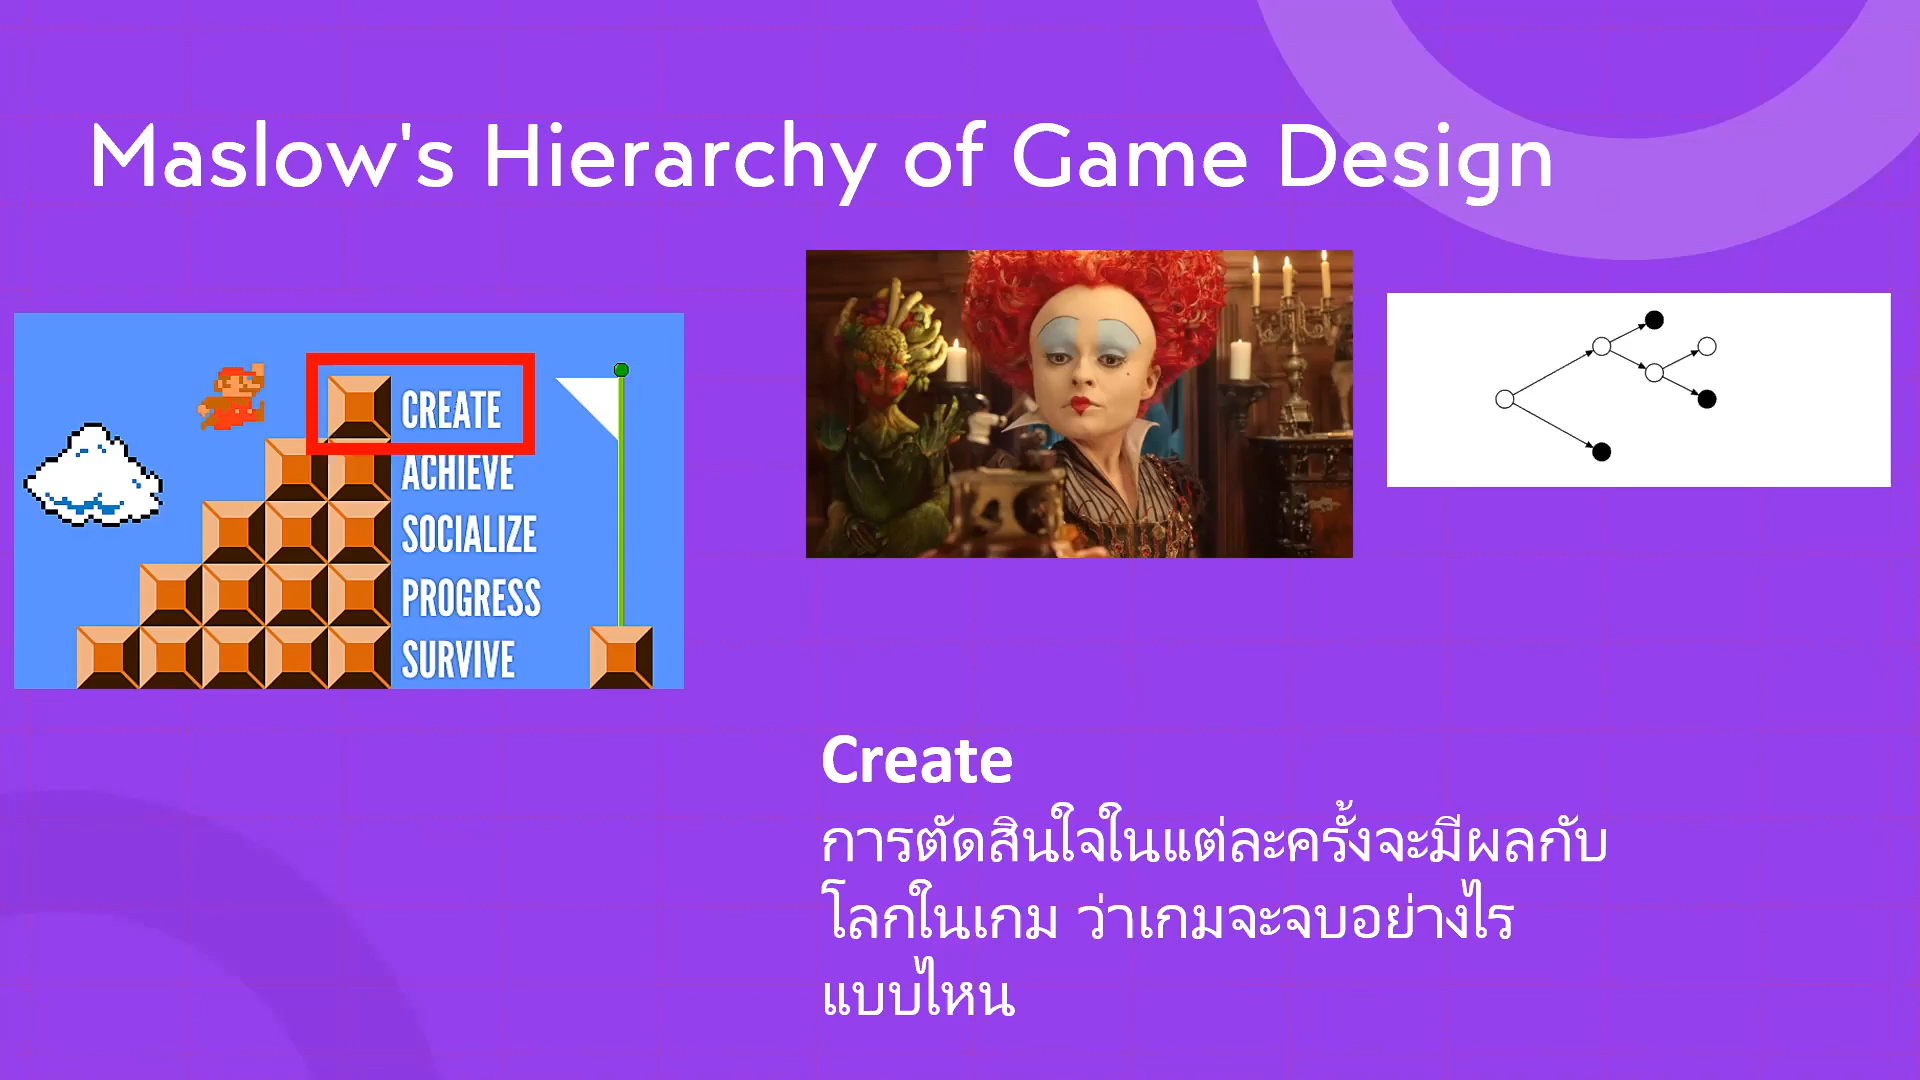 Maslow's Hierarchy of Game Design
CREATE
ACHIEVE
SOCIALIZE
PROGRESS
SURVIVE
Create
การตัดสินใจในแต่ละครั้งจะมีผลกับ
โลกในเกม ว่าเกมจะจบอย่างไร
แบบไหน